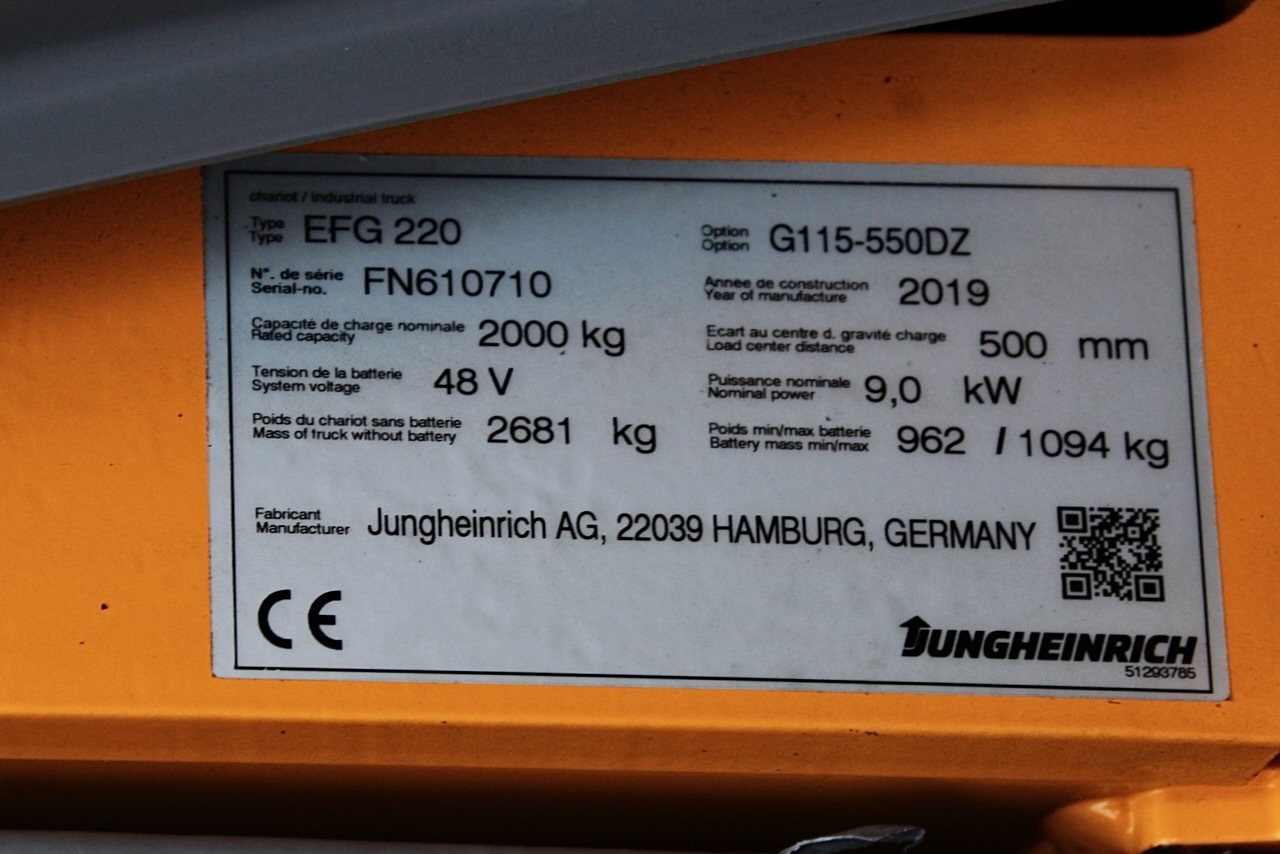 chariot / industrial truck
Type EFG 220 Option G115-550DZ
Type Option
N°. de série FN610710 Annee de construction 2019
Serial-no. Year of manufacture
Capacité de charge nominale 2000 kg Ecart au centre d. gravité charge 500 mm
Rated capacity Load center distance
Tension de la batterie 48 V Puissance nominale 9,0 kW
System voltage Nominal power
Poids du chariot sans batterie 2681 kg Poids min/max batterie 962 / 1094 kg
Mass of truck without battery Battery mass min/max
Fabricant Jungheinrich AG, 22039 HAMBURG, GERMANY
Manufacturer
CE
JUNGHEINRICH
51293785